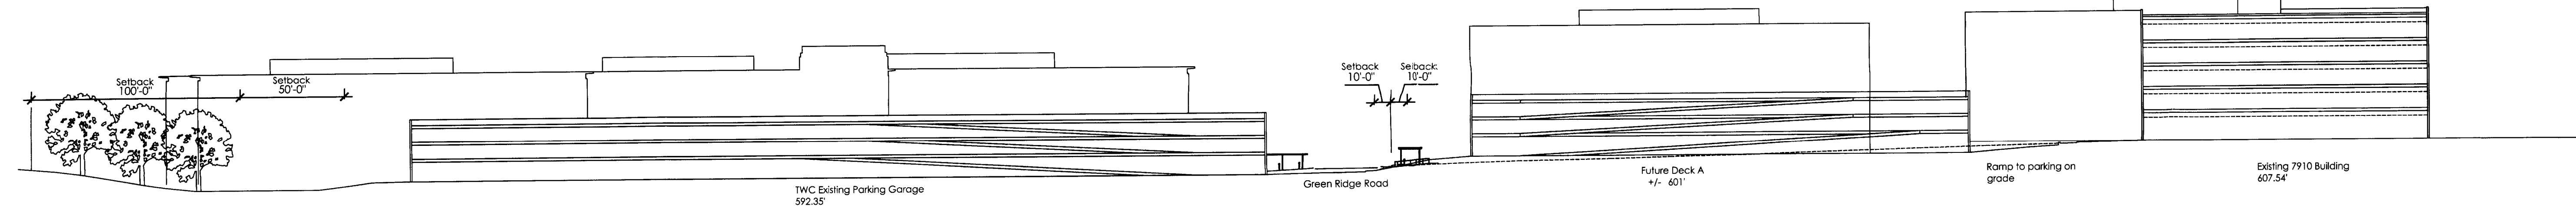 Setback
100'-0"
Setback
50'-0"
Setback
10'-0"
Setback
10'-0"
TWC Existing Parking Garage
592.35'
Green Ridge Road
Future Deck A
+/- 601'
Ramp to parking on
grade
Existing 7910 Building
607.54'